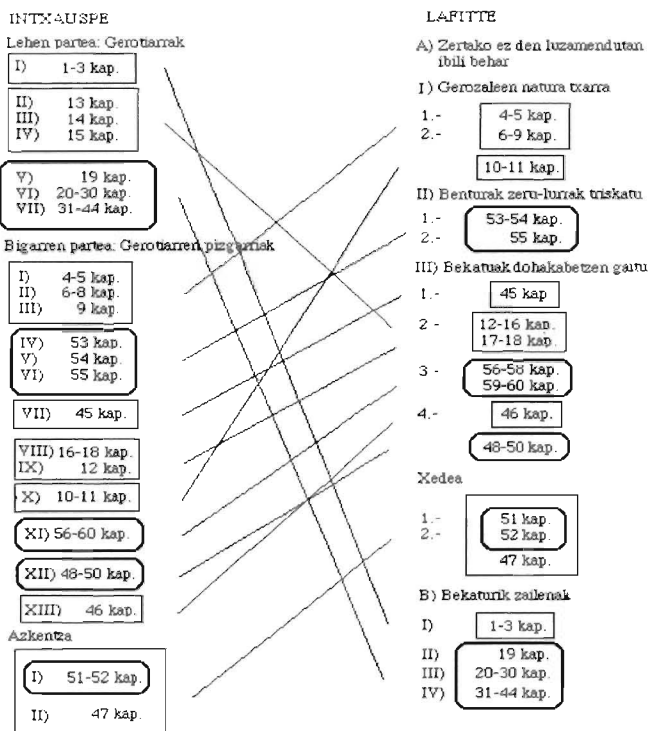 INTXAUSPE
Lehen partea: Gerotiarrak
I) 1-3 kap.
II) 13 kap.
III) 14 kap.
IV) 15 kap.
V) 19 kap.
VI) 20-30 kap.
VII) 31-44 kap.
Bigarren partea: Gerotiarren pizgarriak
I) 4-5 kap.
II) 6-8 kap.
III) 9 kap.
IV) 53 kap.
V) 54 kap.
VI) 55 kap.
VII) 45 kap.
VIII) 16-18 kap.
IX) 12 kap.
X) 10-11 kap.
XI) 56-60 kap.
XII) 48-50 kap.
XIII) 46 kap.
Azkentza
I) 51-52 kap.
II) 47 kap.
LAFITTE
A) Zertako ez den luzamendutan
ibili behar
I) Gerozaleen natura txarra
1.- 4-5 kap.
2.- 6-9 kap.
10-11 kap.
II) Benturak zeru-lurrak triskatu
1.- 53-54 kap.
2.- 55 kap.
III) Bekatuak dohakabetzen gaitu
1.- 45 kap
2 - 12-16 kap.
17-18 kap.
3 - 56-58 kap.
59-60 kap.
4.- 46 kap.
48-50 kap.
Xedea
1.- 51 kap.
2.- 52 kap.
47 kap.
B) Bekaturik zailenak
I) 1-3 kap.
II) 19 kap.
III) 20-30 kap.
IV) 31-44 kap.